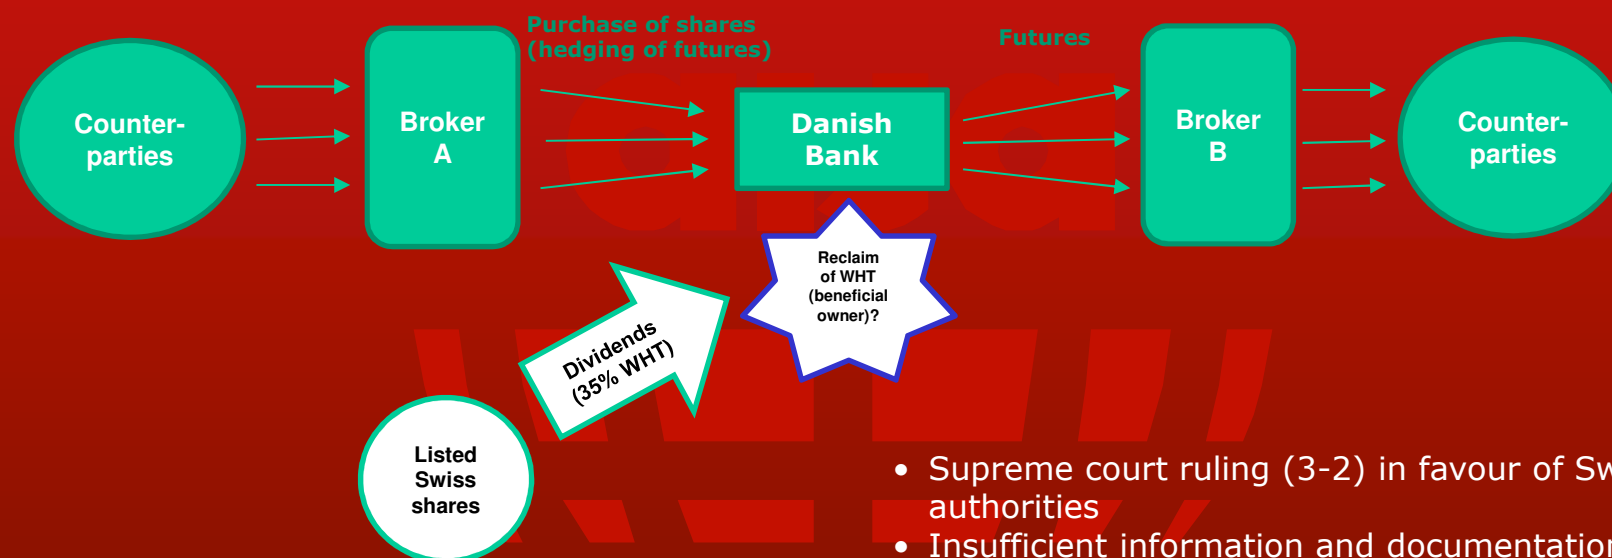 Purchase of shares
(hedging of futures)
Futures
Counter-
parties
Broker
A
Danish
Bank
Broker
B
Counter-
parties
Reclaim
of WHT
(beneficial
owner)?
Dividends
(35% WHT)
Listed
Swiss
shares
• Supreme court ruling (3-2) in favour of
authorities
• Insufficient information and documentation